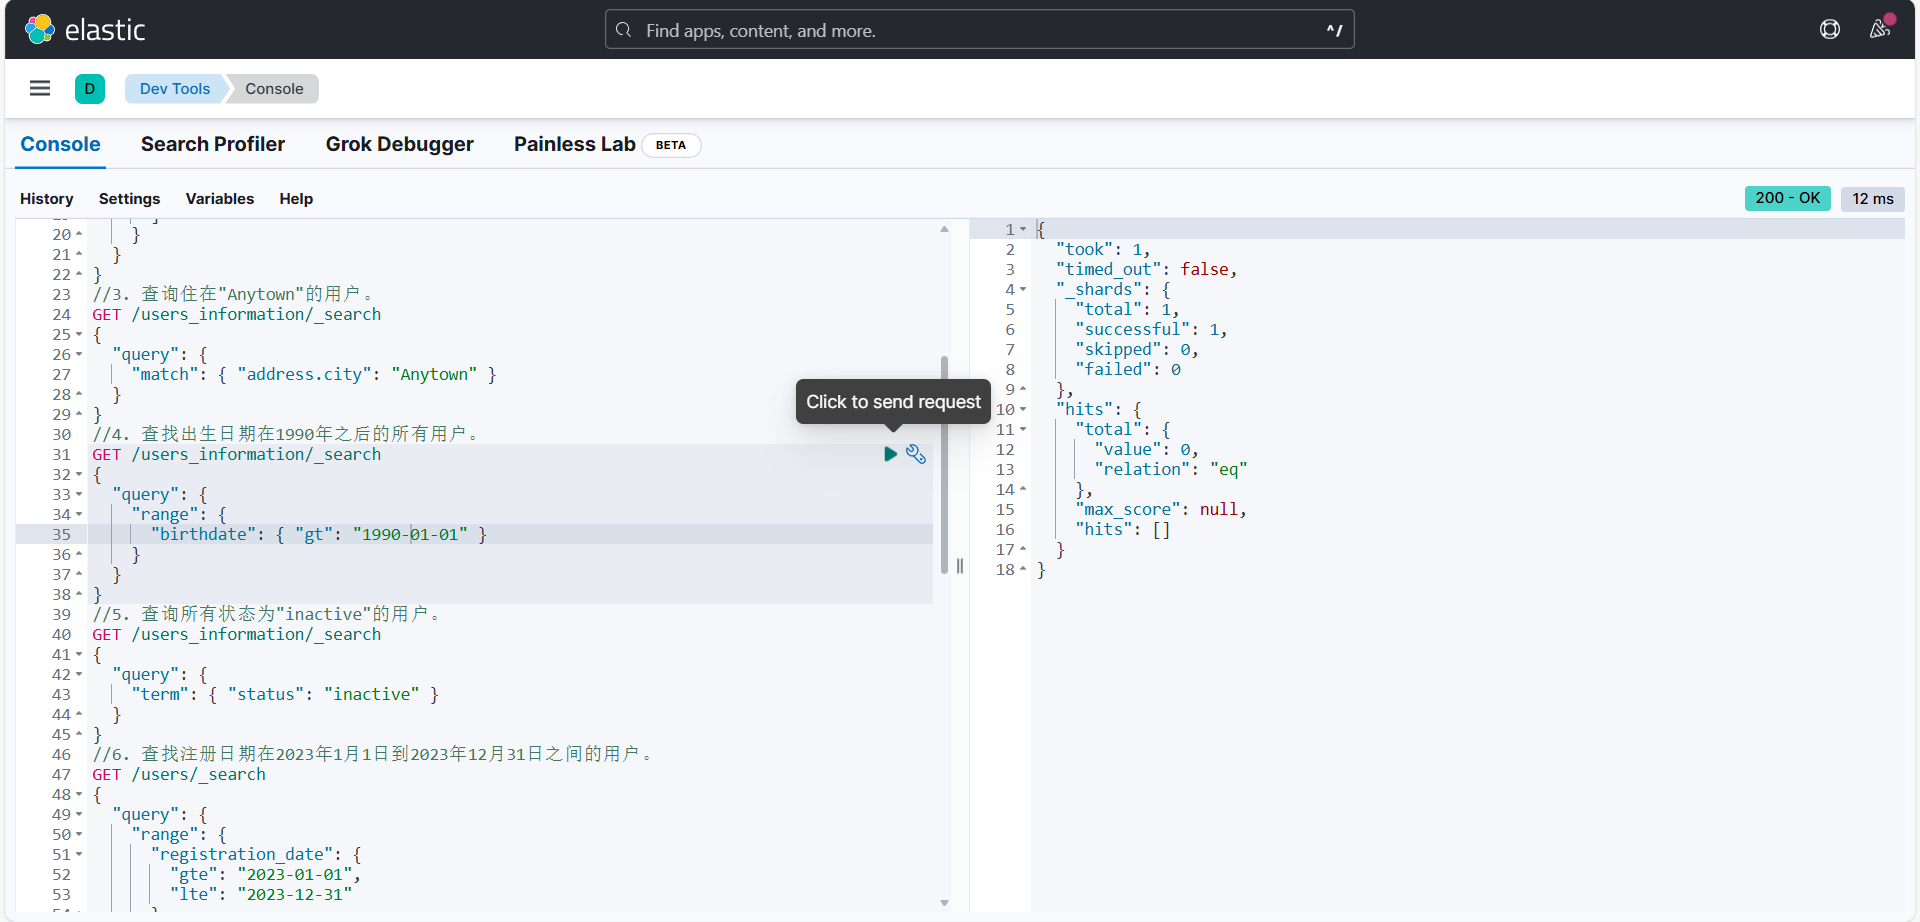 elastic
Find apps, content, and more.
^/
D
Dev Tools
Console
Console
Search Profiler
Grok Debugger
Painless Lab
BETA
History
Settings
Variables
Help
200 - OK
12 ms
20 }
21 }
22 }
23 //3. 查询住在"Anytown"的用户。
24 GET /users_information/_search
25 {
26 "query": {
27 "match": { "address.city": "Anytown" }
28 }
29 }
30 //4. 查找出生日期在1990年之后的所有用户。
31 GET /users_information/_search
32 {
33 "query": {
34 "range": {
35 "birthdate": { "gt": "1990-01-01" }
36 }
37 }
38 }
39 //5. 查询所有状态为"inactive"的用户。
40 GET /users_information/_search
41 {
42 "query": {
43 "term": { "status": "inactive" }
44 }
45 }
46 //6. 查找注册日期在2023年1月1日到2023年12月31日之间的用户。
47 GET /users/_search
48 {
49 "query": {
50 "range": {
51 "registration_date": {
52 "gte": "2023-01-01",
53 "lte": "2023-12-31"
Click to send request
1 {
2 "took": 1,
3 "timed_out": false,
4 "_shards": {
5 "total": 1,
6 "successful": 1,
7 "skipped": 0,
8 "failed": 0
9 },
10 "hits": {
11 "total": {
12 "value": 0,
13 "relation": "eq"
14 },
15 "max_score": null,
16 "hits": []
17 }
18 }